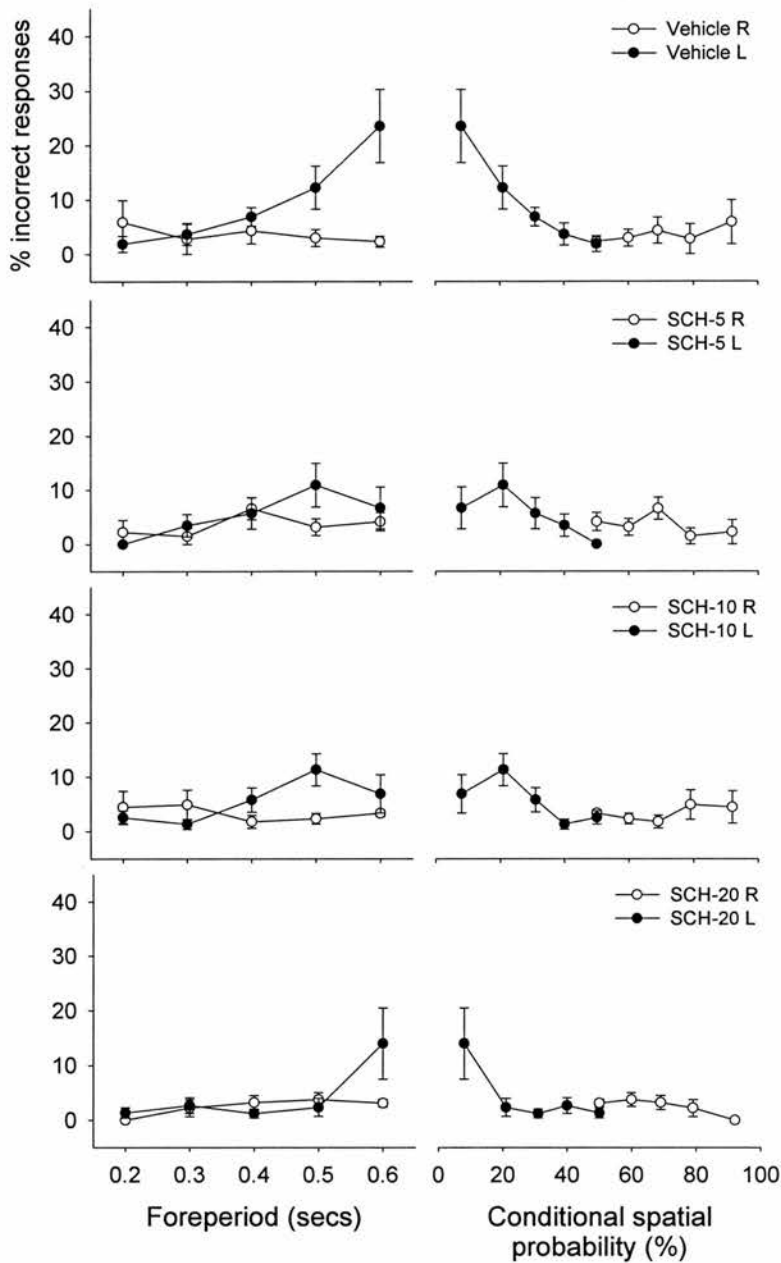 % incorrect responses
40
30
20
10
0
Vehicle R
Vehicle L
40
30
20
10
0
SCH-5 R
SCH-5 L
40
30
20
10
0
SCH-10 R
SCH-10 L
40
30
20
10
0
SCH-20 R
SCH-20 L
0.2 0.3 0.4 0.5 0.6
0 20 40 60 80 100
Foreperiod (secs)
Conditional spatial
probability (%)